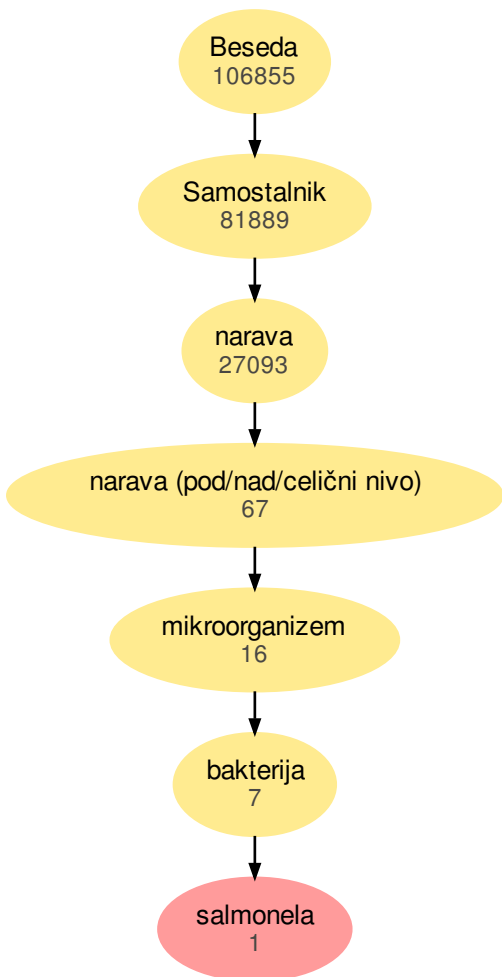 Beseda
106855
Samostalnik
81889
narava
27093
narava (pod/nad/celični nivo)
67
mikroorganizem
16
bakterija
7
salmonela
1